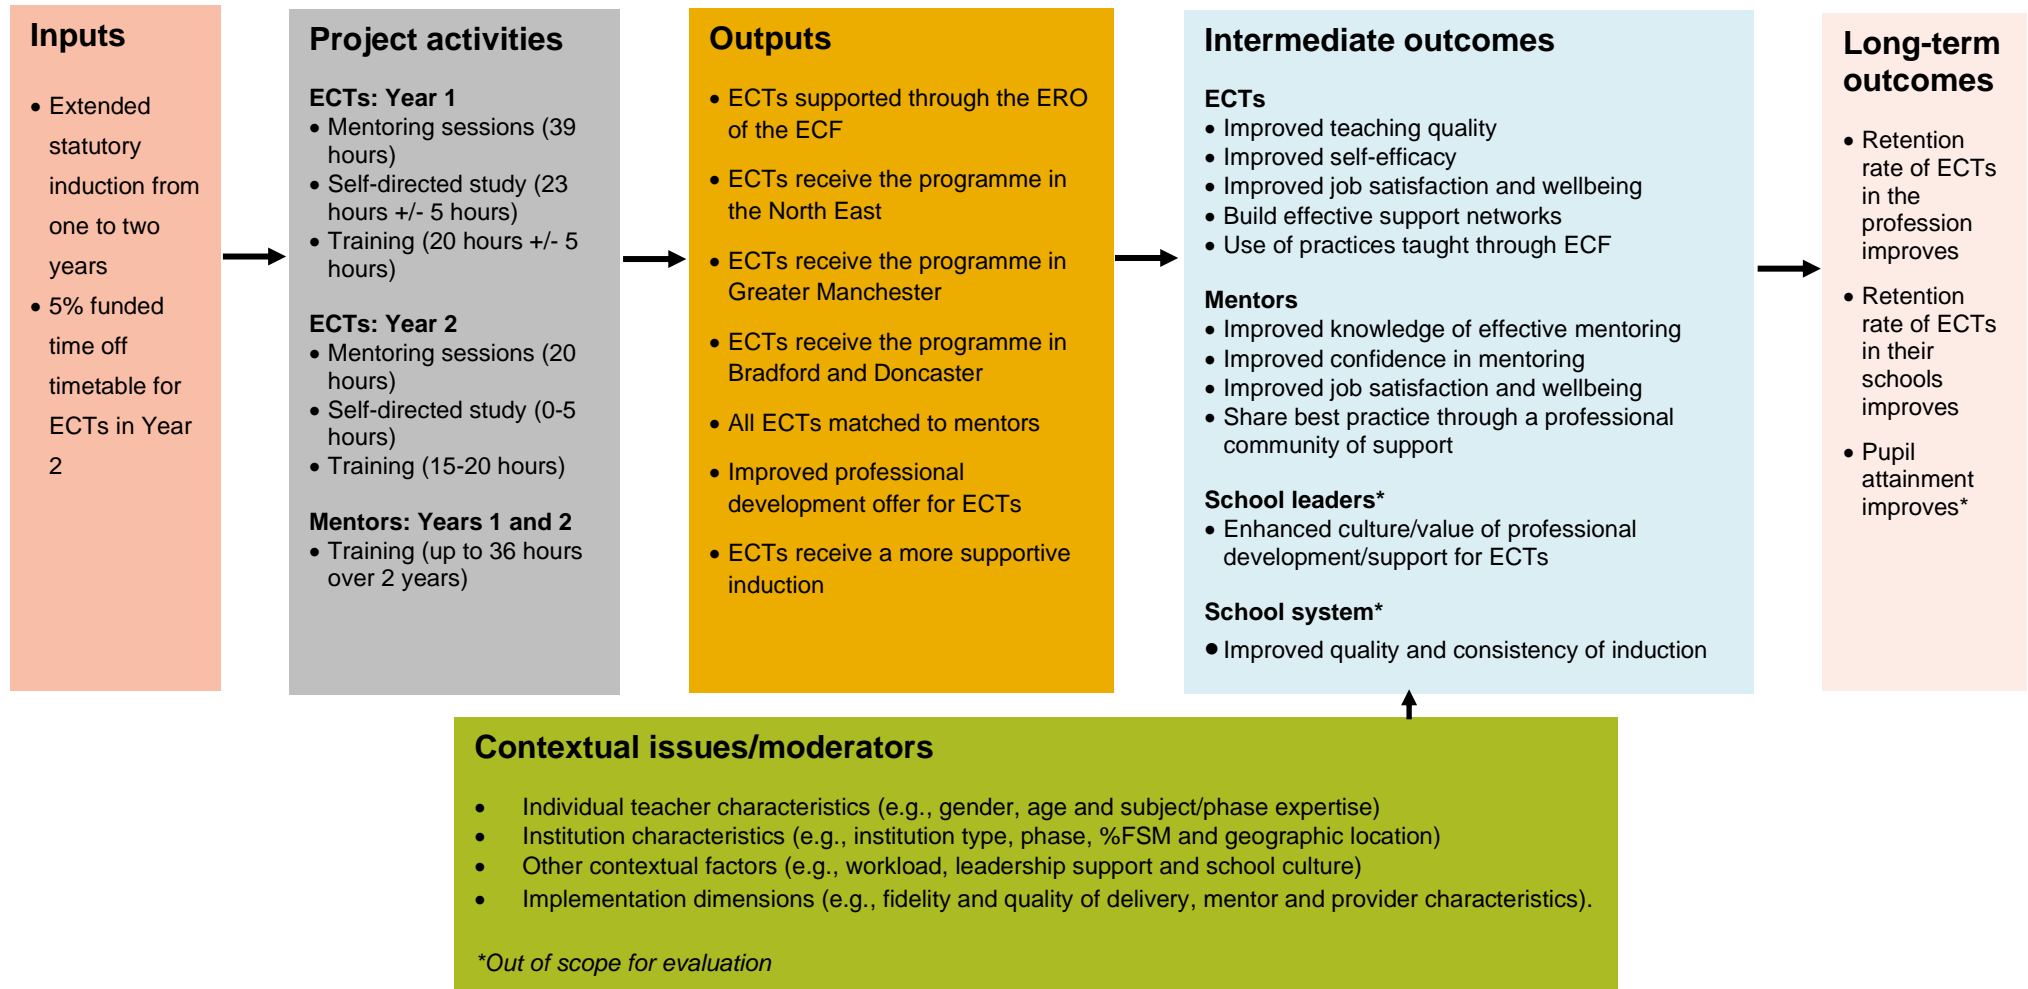 Inputs
• Extended
statutory
induction from
one to two
years
• 5% funded
time off
timetable for
ECTs in Year
2
Project activities
ECTs: Year 1
• Mentoring sessions (39
hours)
• Self-directed study (23
hours +/- 5 hours)
• Training (20 hours +/- 5
hours)
ECTs: Year 2
• Mentoring sessions (20
hours)
• Self-directed study (0-5
hours)
• Training (15-20 hours)
Mentors: Years 1 and 2
• Training (up to 36 hours
over 2 years)
Outputs
• ECTs supported through the ERO
of the ECF
• ECTs receive the programme in
the North East
• ECTs receive the programme in
Greater Manchester
• ECTs receive the programme in
Bradford and Doncaster
• All ECTs matched to mentors
• Improved professional
development offer for ECTs
• ECTs receive a more supportive
induction
Intermediate outcomes
ECTs
• Improved teaching quality
• Improved self-efficacy
• Improved job satisfaction and wellbeing
• Build effective support networks
• Use of practices taught through ECF
Mentors
• Improved knowledge of effective mentoring
• Improved confidence in mentoring
• Improved job satisfaction and wellbeing
• Share best practice through a professional
community of support
School leaders*
• Enhanced culture/value of professional
development/support for ECTs
School system*
• Improved quality and consistency of induction
Long-term
outcomes
• Retention
rate of ECTs
in the
profession
improves
• Retention
rate of ECTs
in their
schools
improves
• Pupil
attainment
improves*
Contextual issues/moderators
• Individual teacher characteristics (e.g., gender, age and subject/phase expertise)
• Institution characteristics (e.g., institution type, phase, %FSM and geographic location)
• Other contextual factors (e.g., workload, leadership support and school culture)
• Implementation dimensions (e.g., fidelity and quality of delivery, mentor and provider characteristics).
*Out of scope for evaluation